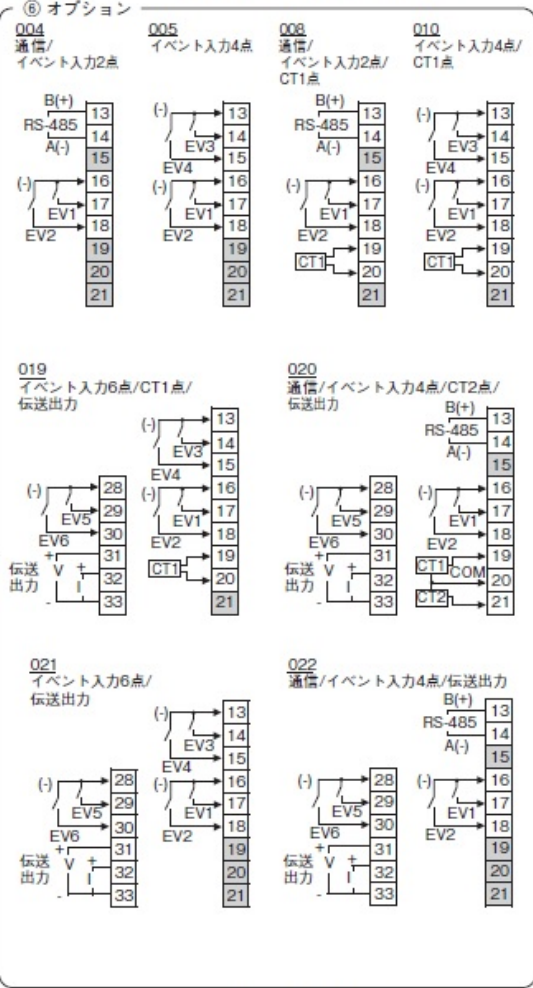 ⑥ オプション
004
通信/
イベント入力2点
B(+)
RS-485
A(-)
(-)
EV1
EV2
13
14
15
16
17
18
19
20
21
005
イベント入力4点
(-)
EV3
EV4
(-)
EV1
EV2
13
14
15
16
17
18
19
20
21
008
通信/
イベント入力2点/
CT1点
B(+)
RS-485
A(-)
(-)
EV1
EV2
CT1
13
14
15
16
17
18
19
20
21
010
イベント入力4点/
CT1点
(-)
EV3
EV4
(-)
EV1
EV2
CT1
13
14
15
16
17
18
19
20
21
019
イベント入力6点/CT1点/
伝送出力
(-)
EV5
EV6
伝送
出力
+
V
+
I
-
28
29
30
31
32
33
(-)
EV3
EV4
(-)
EV1
EV2
CT1
13
14
15
16
17
18
19
20
21
020
通信/イベント入力4点/CT2点/
伝送出力
(-)
EV5
EV6
伝送
出力
+
V
+
I
-
28
29
30
31
32
33
B(+)
RS-485
A(-)
(-)
EV1
EV2
CT1
COM
CT2
13
14
15
16
17
18
19
20
21
021
イベント入力6点/
伝送出力
(-)
EV5
EV6
伝送
出力
+
V
+
I
-
28
29
30
31
32
33
(-)
EV3
EV4
(-)
EV1
EV2
13
14
15
16
17
18
19
20
21
022
通信/イベント入力4点/伝送出力
(-)
EV5
EV6
伝送
出力
+
V
+
I
-
28
29
30
31
32
33
B(+)
RS-485
A(-)
(-)
EV1
EV2
13
14
15
16
17
18
19
20
21